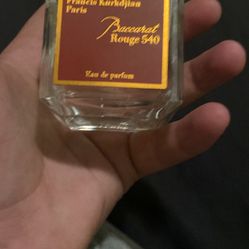 Francis Kurkdjian
Paris
Baccarat
Rouge 540
Eau de parfum